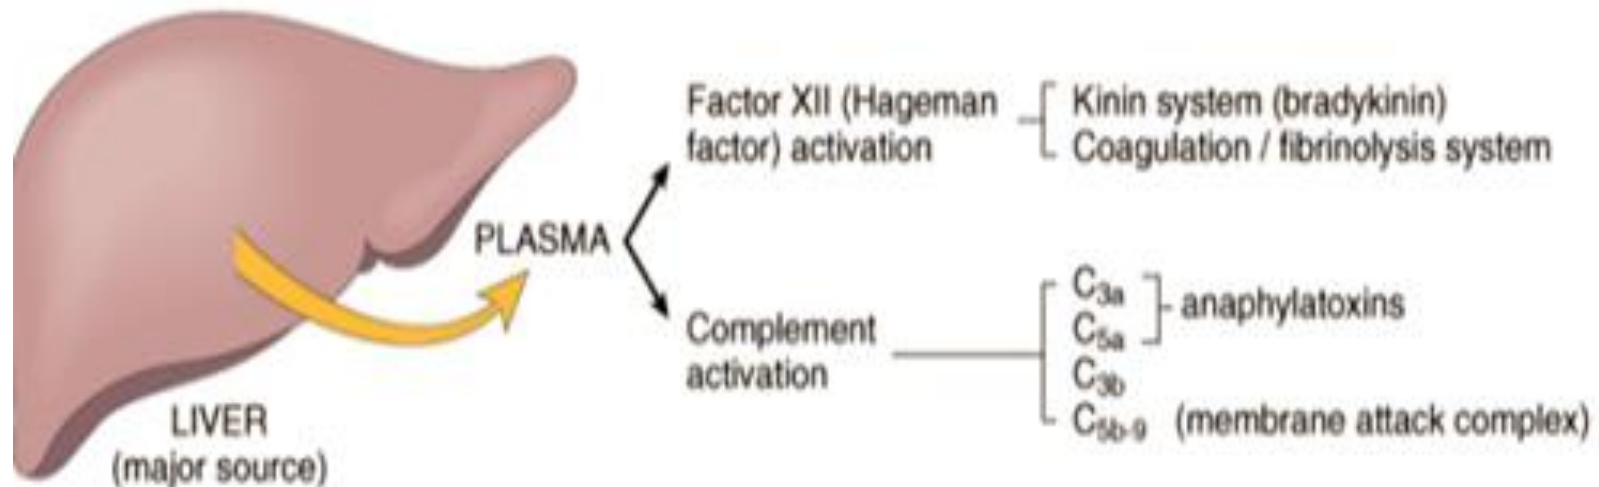 Factor XII (Hageman
factor) activation
Kinin system (bradykinin)
Coagulation / fibrinolysis system
PLASMA
Complement
activation
C3a
C5a
anaphylatoxins
C3b
C5b-9 (membrane attack complex)
LIVER
(major source)